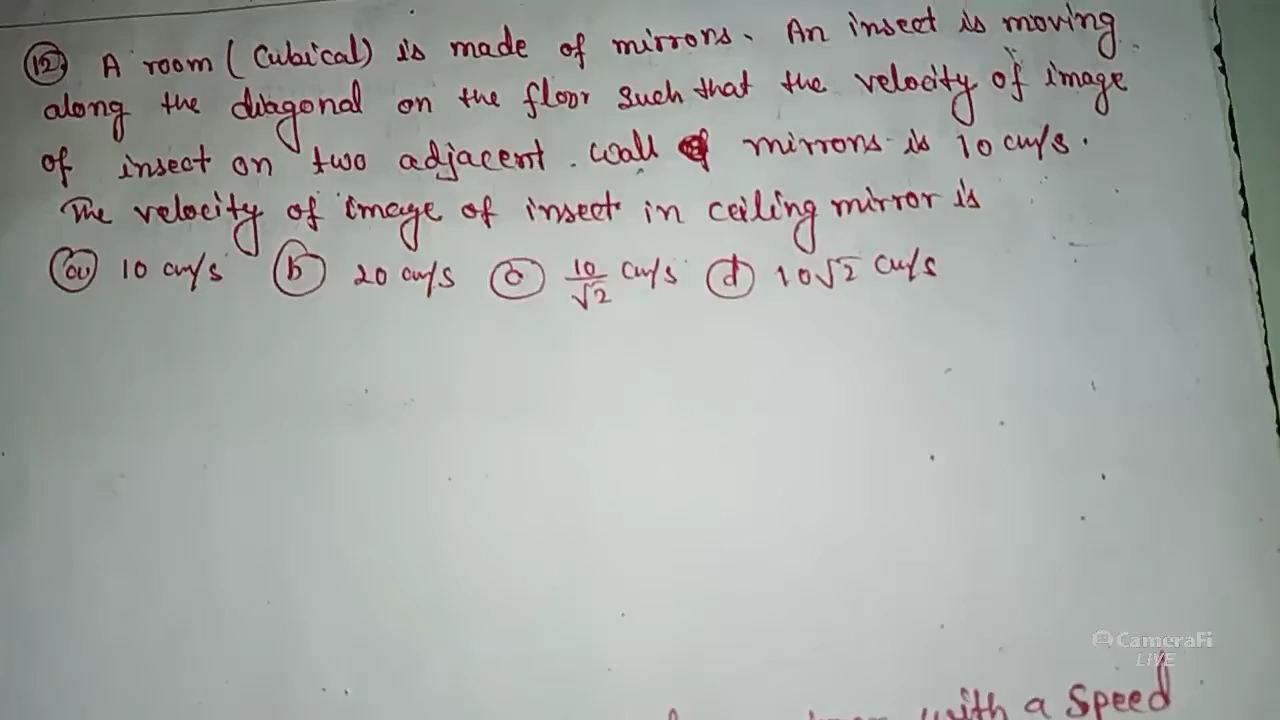 (12) A room (Cubical) is made of mirrors. An insect is moving
along the diagonal on the floor such that the velocity of image
of insect on two adjacent wall mirrors is 10 cm/s.
The velocity of image of insect in ceiling mirror is
(a) 10 cm/s (b) 20 cm/s (c) 10/√2 cm/s (d) 10√2 cm/s
CameraFi
LIVE
with a speed